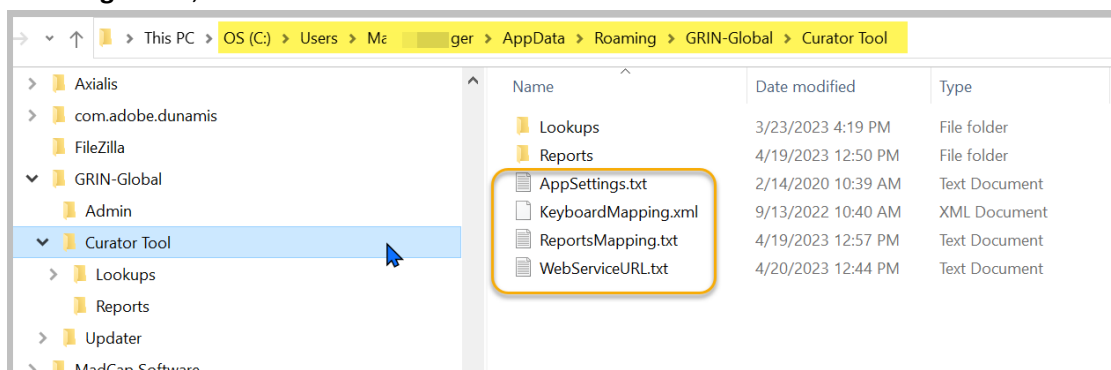 This PC > OS (C:) > Users > Ma ger > AppData > Roaming > GRIN-Global > Curator Tool
Axialis
com.adobe.dunamis
FileZilla
GRIN-Global
Admin
Curator Tool
Lookups
Reports
Updater
MadCap Software
Name Date modified Type
Lookups 3/23/2023 4:19 PM File folder
Reports 4/19/2023 12:50 PM File folder
AppSettings.txt 2/14/2020 10:39 AM Text Document
KeyboardMapping.xml 9/13/2022 10:40 AM XML Document
ReportsMapping.txt 4/19/2023 12:57 PM Text Document
WebServiceURL.txt 4/20/2023 12:44 PM Text Document